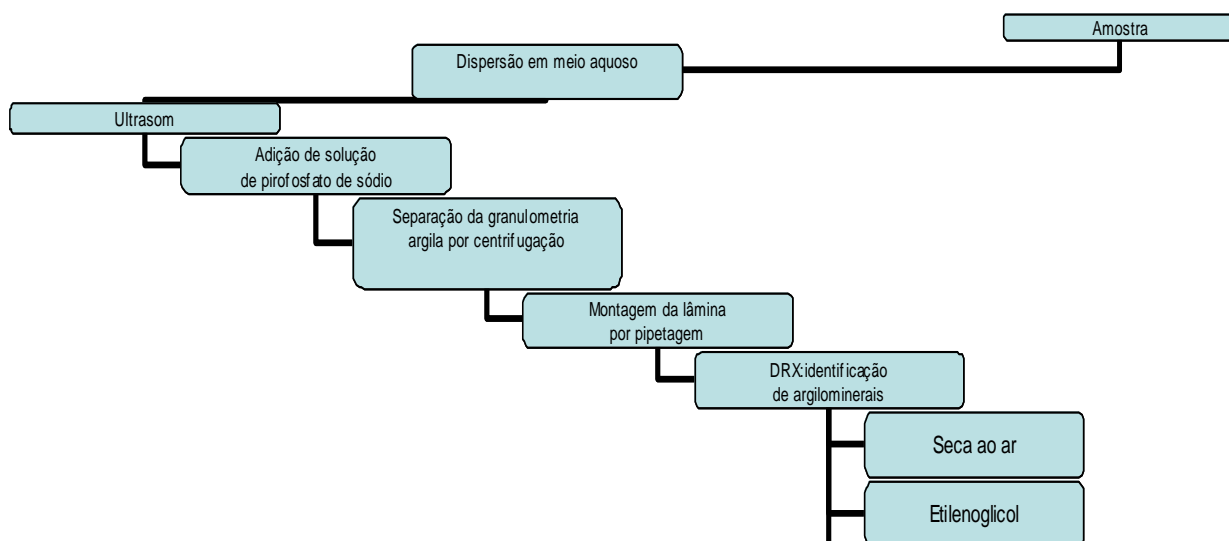 Amostra
Dispersão em meio aquoso
Ultrasom
Adição de solução
de pirofosfato de sódio
Separação da granulometria
argila por centrifugação
Montagem da lâmina
por pipetagem
DRX:identificação
de argilominerais
Seca ao ar
Etilenoglicol